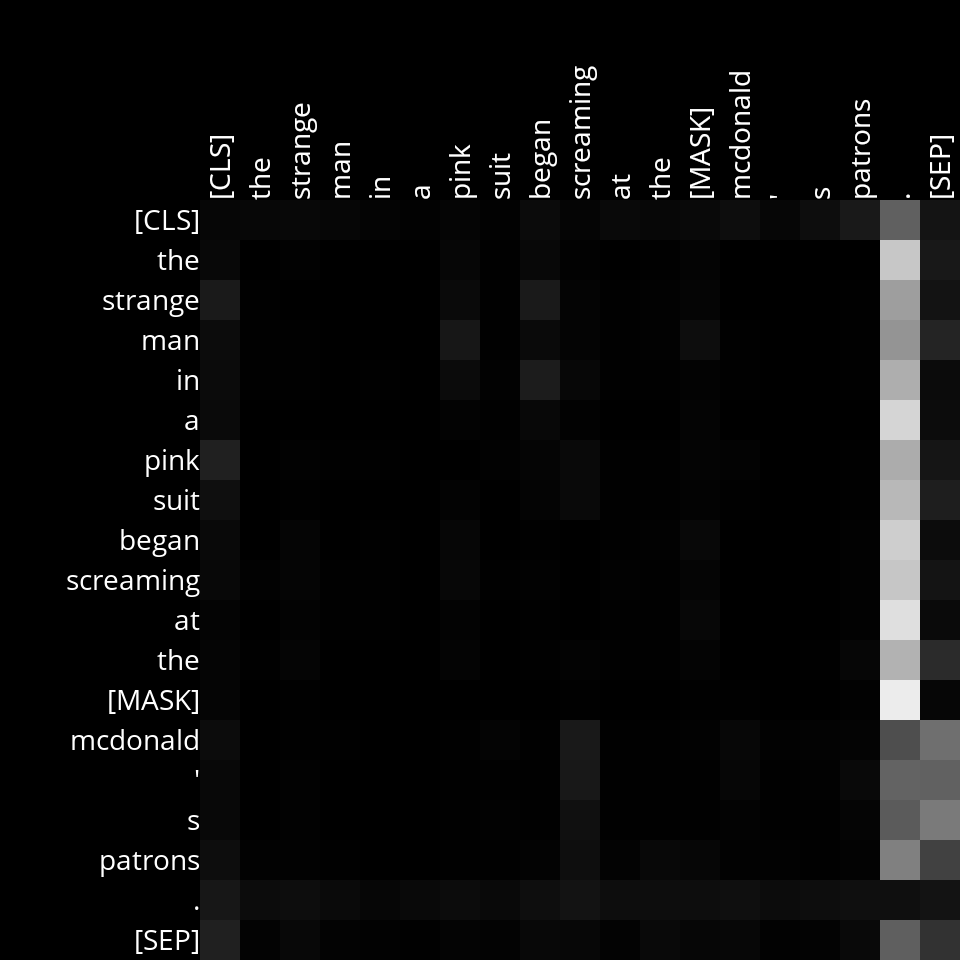 [CLS]
the
strange
man
in
a
pink
suit
began
screaming
at
the
[MASK]
mcdonald
'
s
patrons
.
[SEP]
[CLS]
the
strange
man
in
a
pink
suit
began
screaming
at
the
[MASK]
mcdonald
'
s
patrons
.
[SEP]